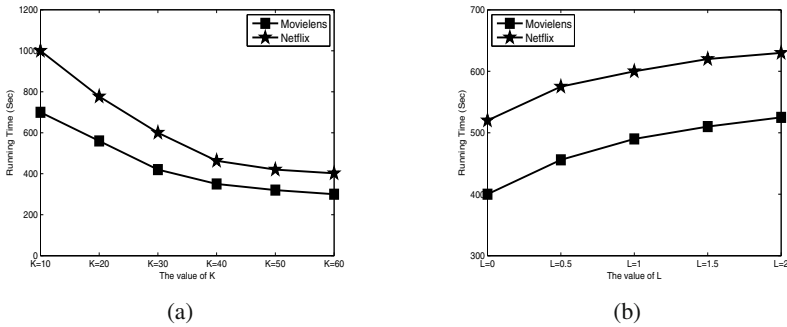 1200
1000
800
600
400
200
0
Running Time (Sec)
K=10
K=20
K=30
K=40
K=50
K=60
The value of K
Movielens
Netflix
(a)
700
600
500
400
300
Running Time (Sec)
L=0
L=0.5
L=1
L=1.5
L=2
The value of L
Movielens
Netflix
(b)